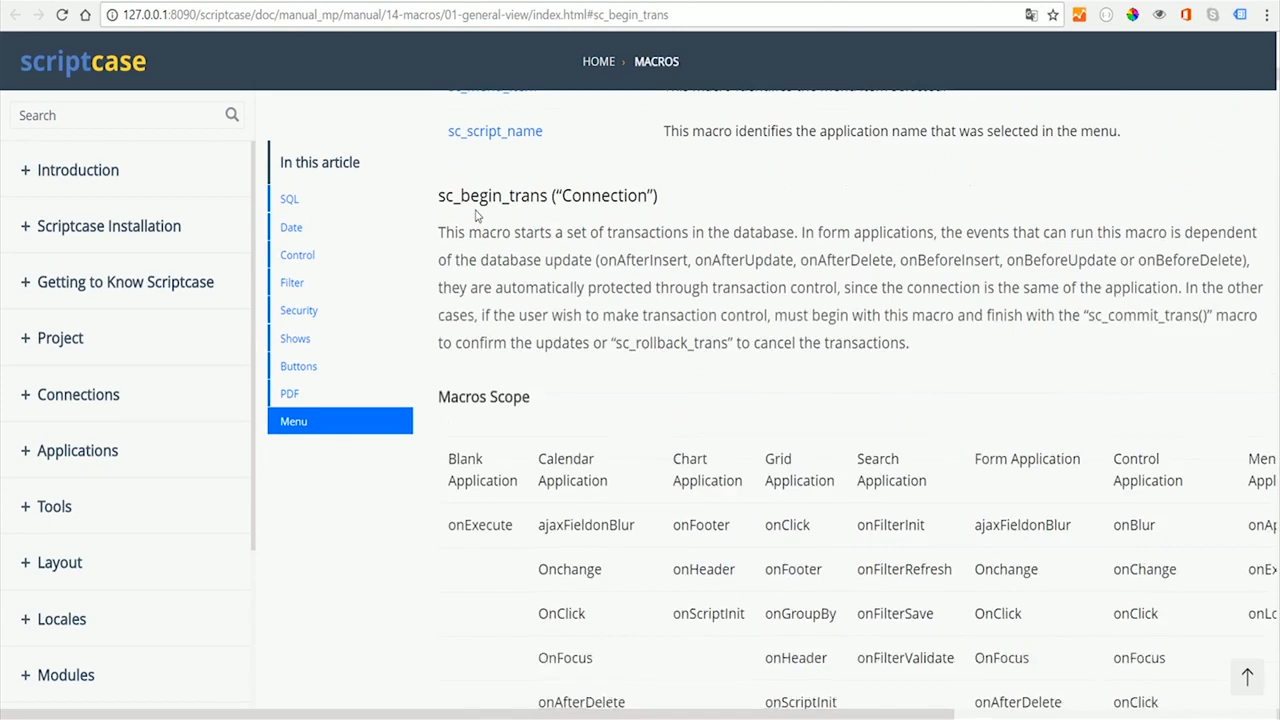 127.0.0.1:8090/scriptcase/doc/manual_mp/manual/14-macros/01-general-view/index.html#sc_begin_trans
scriptcase
HOME › MACROS
Search
+ Introduction
+ Scriptcase Installation
+ Getting to Know Scriptcase
+ Project
+ Connections
+ Applications
+ Tools
+ Layout
+ Locales
+ Modules
In this article
SQL
Date
Control
Filter
Security
Shows
Buttons
PDF
Menu
sc_script_name This macro identifies the application name that was selected in the menu.
sc_begin_trans (“Connection”)
This macro starts a set of transactions in the database. In form applications, the events that can run this macro is dependent
of the database update (onAfterInsert, onAfterUpdate, onAfterDelete, onBeforeInsert, onBeforeUpdate or onBeforeDelete),
they are automatically protected through transaction control, since the connection is the same of the application. In the other
cases, if the user wish to make transaction control, must begin with this macro and finish with the “sc_commit_trans()” macro
to confirm the updates or “sc_rollback_trans” to cancel the transactions.
Macros Scope
Blank Calendar Chart Grid Search Form Application Control Men
Application Application Application Application Application Application Appl
onExecute ajaxFieldonBlur onFooter onClick onFilterInit ajaxFieldonBlur onBlur onAp
Onchange onHeader onFooter onFilterRefresh Onchange onChange onEx
OnClick onScriptInit onGroupBy onFilterSave OnClick onClick onLo
OnFocus onHeader onFilterValidate OnFocus onFocus
onAfterDelete onScriptInit onAfterDelete onClick